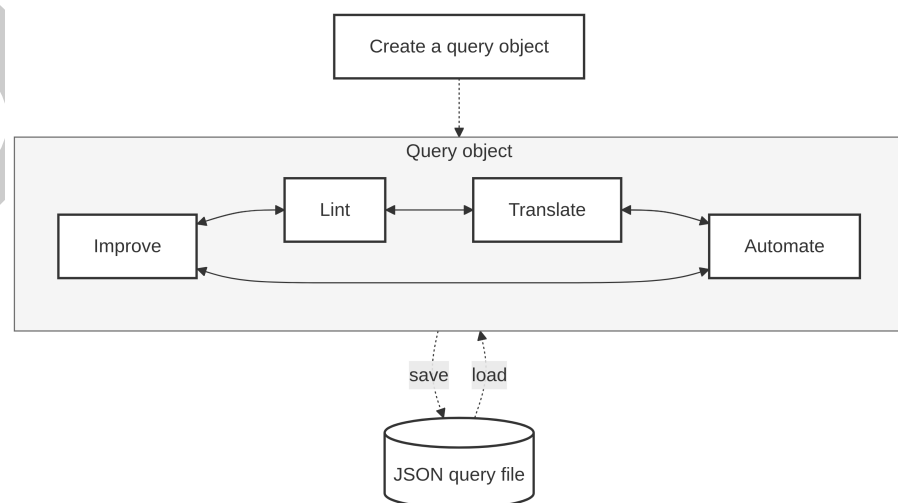 Create a query object
Query object
Lint
Translate
Improve
Automate
save
load
JSON query file